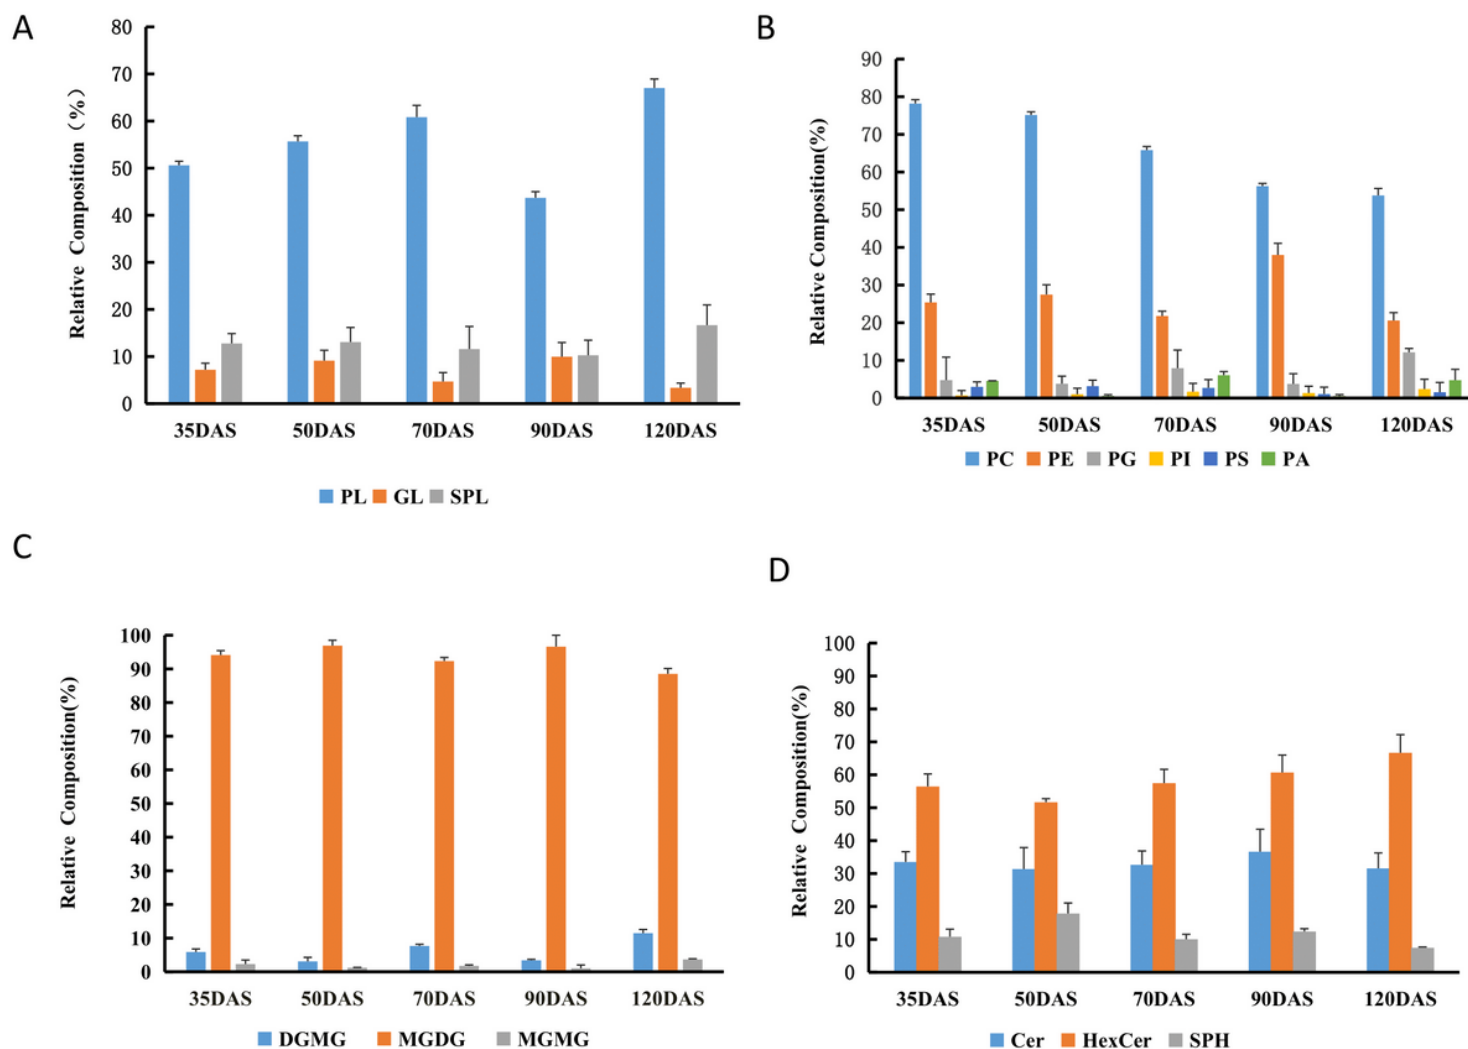 A
Relative Composition (%)
80
70
60
50
40
30
20
10
0
35DAS 50DAS 70DAS 90DAS 120DAS
PL GL SPL
B
Relative Composition(%)
90
80
70
60
50
40
30
20
10
0
35DAS 50DAS 70DAS 90DAS 120DAS
PC PE PG PI PS PA
C
Relative Composition(%)
100
90
80
70
60
50
40
30
20
10
0
35DAS 50DAS 70DAS 90DAS 120DAS
DGMG MGDG MGMG
D
Relative Composition(%)
100
90
80
70
60
50
40
30
20
10
0
35DAS 50DAS 70DAS 90DAS 120DAS
Cer HexCer SPH